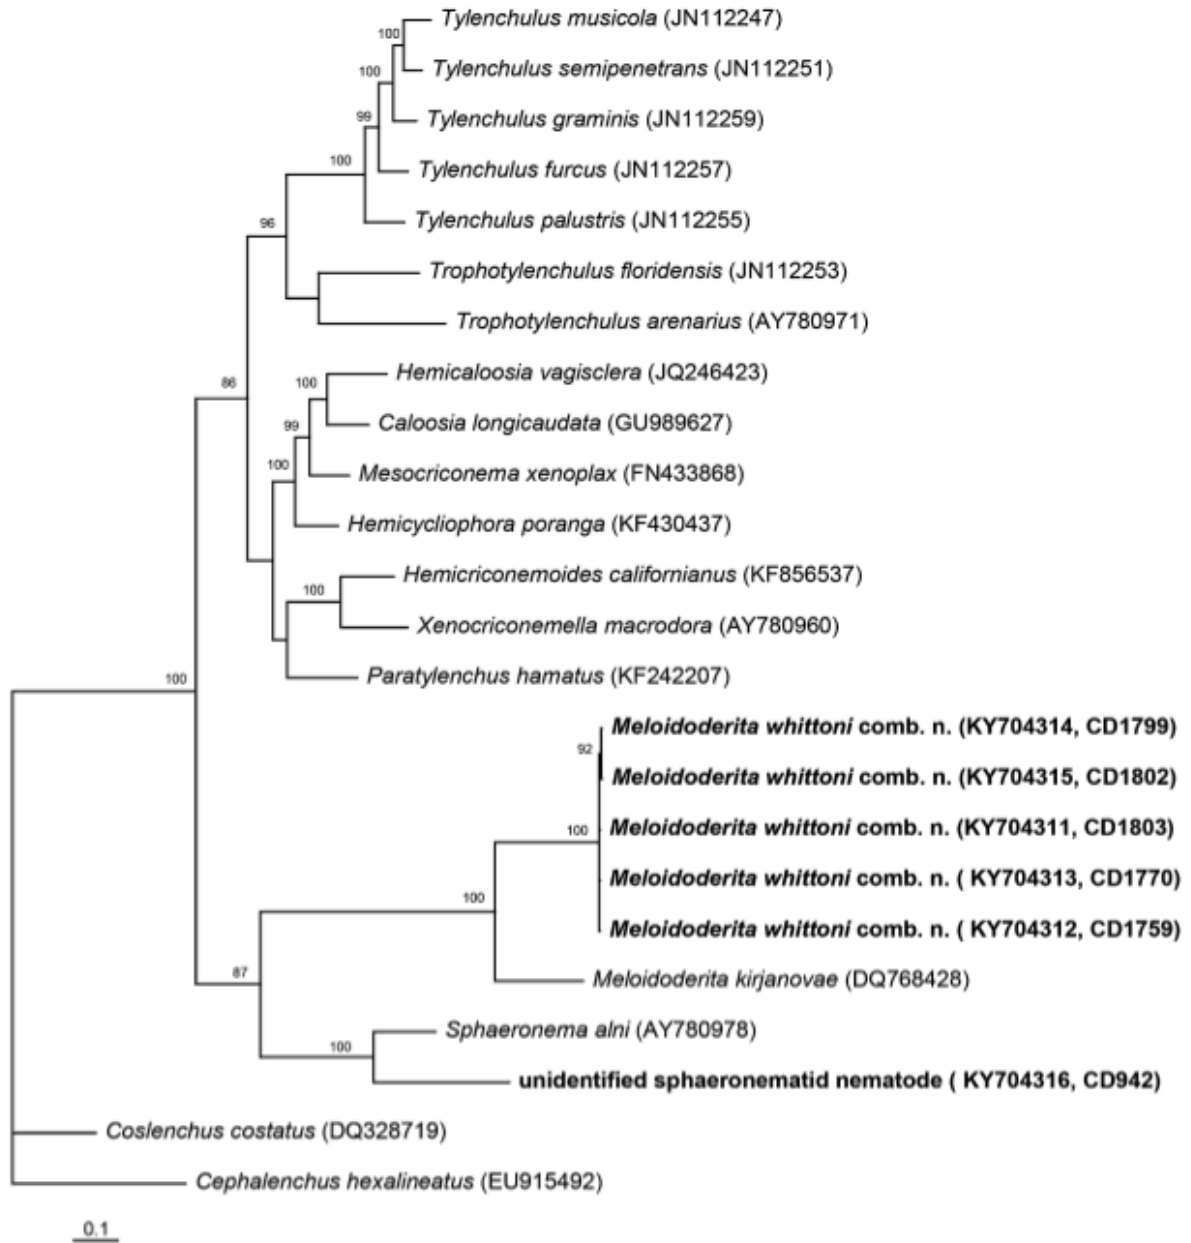 Tylenchulus musicola (JN112247)
100
Tylenchulus semipenetrans (JN112251)
100
Tylenchulus graminis (JN112259)
99
Tylenchulus furcus (JN112257)
100
Tylenchulus palustris (JN112255)
96
Trophotylenchulus floridensis (JN112253)
Trophotylenchulus arenarius (AY780971)
Hemicaloosia vagisclera (JQ246423)
86
100
Caloosia longicaudata (GU989627)
99
Mesocriconema xenoplax (FN433868)
100
Hemicycliophora poranga (KF430437)
Hemicriconemoides californianus (KF856537)
100
Xenocriconemella macrodora (AY780960)
Paratylenchus hamatus (KF242207)
100
Meloidoderita whittoni comb. n. (KY704314, CD1799)
92
Meloidoderita whittoni comb. n. (KY704315, CD1802)
Meloidoderita whittoni comb. n. (KY704311, CD1803)
100
Meloidoderita whittoni comb. n. ( KY704313, CD1770)
100
Meloidoderita whittoni comb. n. ( KY704312, CD1759)
87
Meloidoderita kirjanovae (DQ768428)
Sphaeronema alni (AY780978)
100
unidentified sphaeronematid nematode ( KY704316, CD942)
Coslenchus costatus (DQ328719)
Cephalenchus hexalineatus (EU915492)
0.1